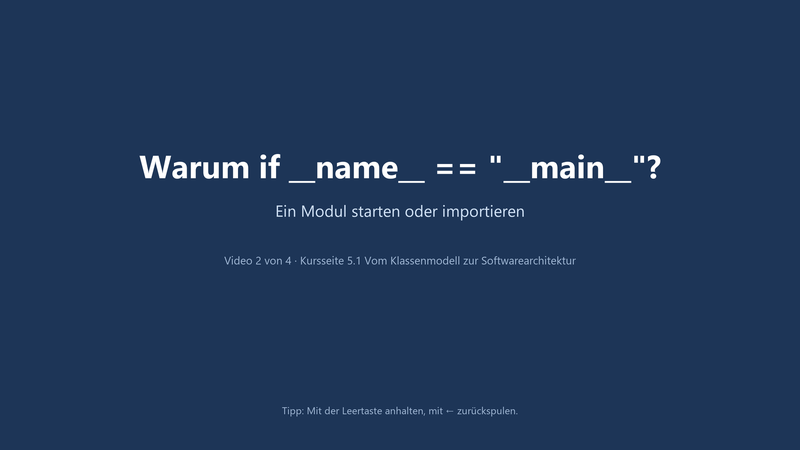 Warum if __name__ == "__main__"?
Ein Modul starten oder importieren
Video 2 von 4 · Kursseite 5.1 Vom Klassenmodell zur Softwarearchitektur
Tipp: Mit der Leertaste anhalten, mit ← zurückspulen.